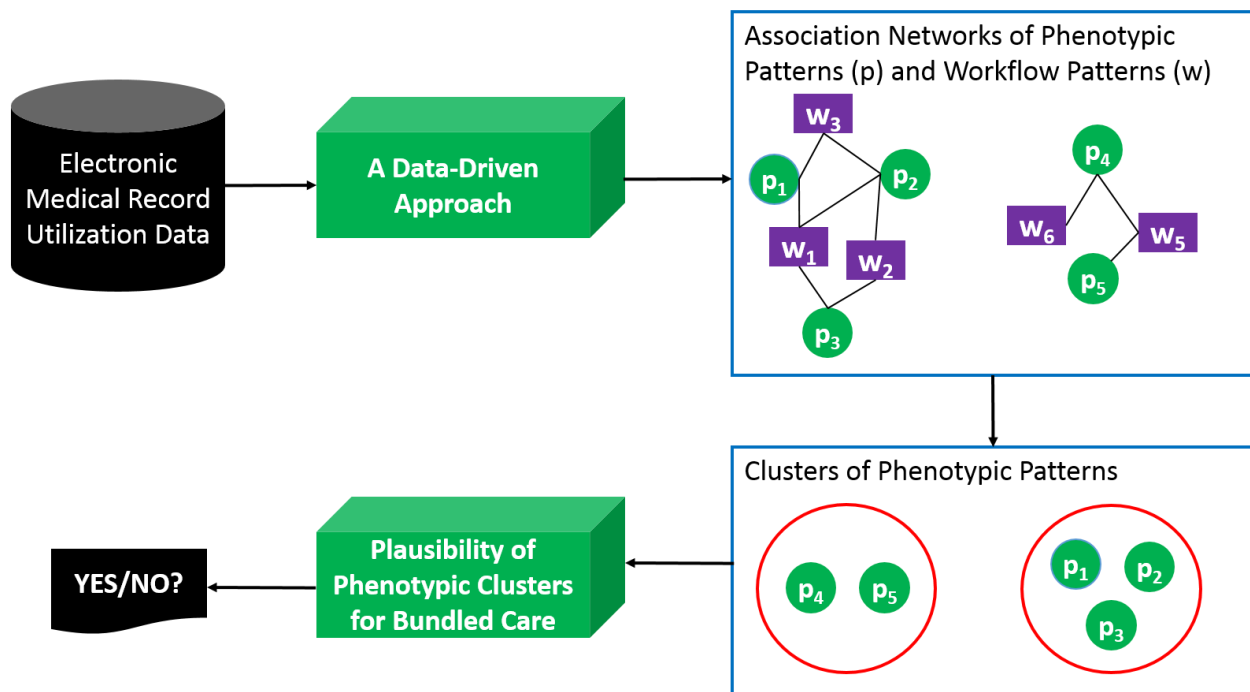 Electronic
Medical Record
Utilization Data
A Data-Driven
Approach
Association Networks of Phenotypic
Patterns (p) and Workflow Patterns (w)
w₃
p₁
p₂
w₁
w₂
p₃
p₄
w₆
w₅
p₅
Clusters of Phenotypic Patterns
p₄
p₅
p₁
p₂
p₃
Plausibility of
Phenotypic Clusters
for Bundled Care
YES/NO?